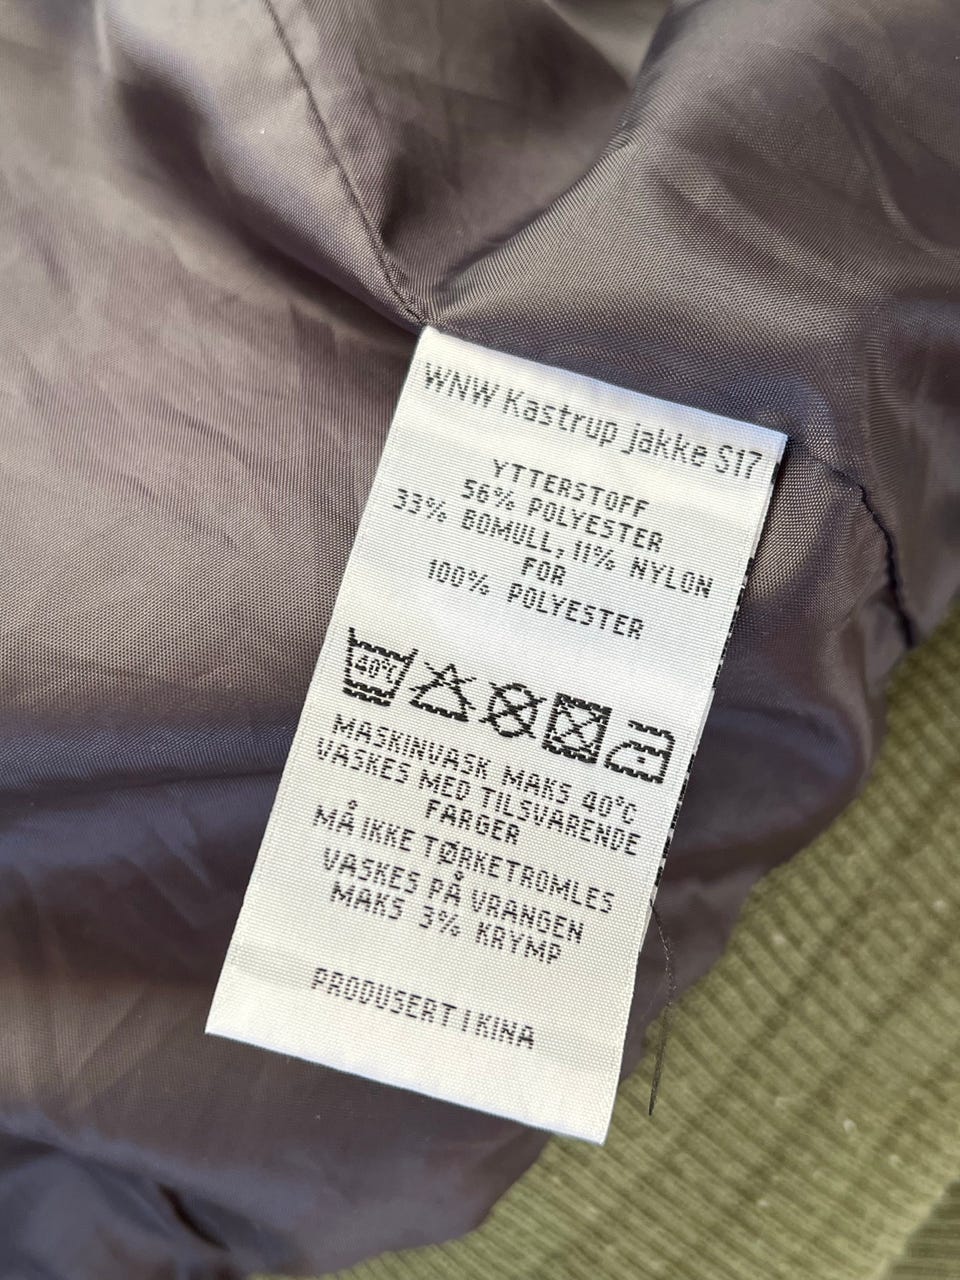 WNW Kastrup jakke S17
YTTERSTOFF
56% POLYESTER
33% BOMULL, 11% NYLON
FOR
100% POLYESTER
40°C
MASKINVASK MAKS 40°C
VASKES MED TILSVARENDE
FARGER
MÅ IKKE TØRKETROMLES
VASKES PÅ VRANGEN
MAKS 3% KRYMP
PRODUSERT I KINA